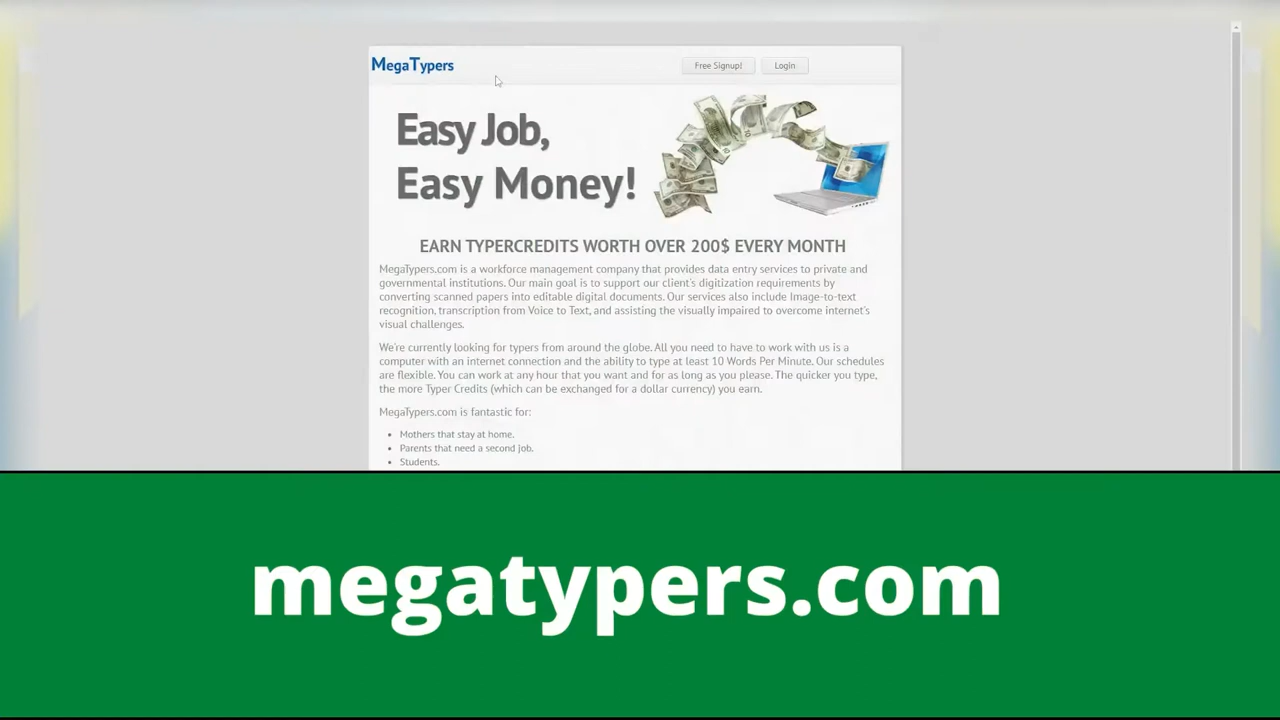 MegaTypers
Free Signup!
Login
Easy Job,
Easy Money!
EARN TYPERCREDITS WORTH OVER 200$ EVERY MONTH
MegaTypers.com is a workforce management company that provides data entry services to private and
governmental institutions. Our main goal is to support our client's digitization requirements by
converting scanned papers into editable digital documents. Our services also include Image-to-text
recognition, transcription from Voice to Text, and assisting the visually impaired to overcome internet's
visual challenges.
We're currently looking for typers from around the globe. All you need to have to work with us is a
computer with an internet connection and the ability to type at least 10 Words Per Minute. Our schedules
are flexible. You can work at any hour that you want and for as long as you please. The quicker you type,
the more Typer Credits (which can be exchanged for a dollar currency) you earn.
MegaTypers.com is fantastic for:
• Mothers that stay at home.
• Parents that need a second job.
• Students.
megatypers.com